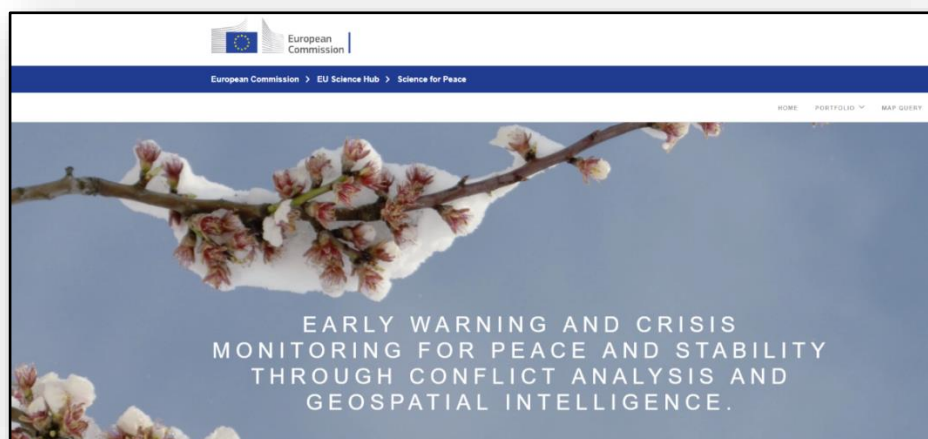 European
Commission
European Commission > EU Science Hub > Science for Peace
HOME PORTFOLIO MAP QUERY
EARLY WARNING AND CRISIS
MONITORING FOR PEACE AND STABILITY
THROUGH CONFLICT ANALYSIS AND
GEOSPATIAL INTELLIGENCE.